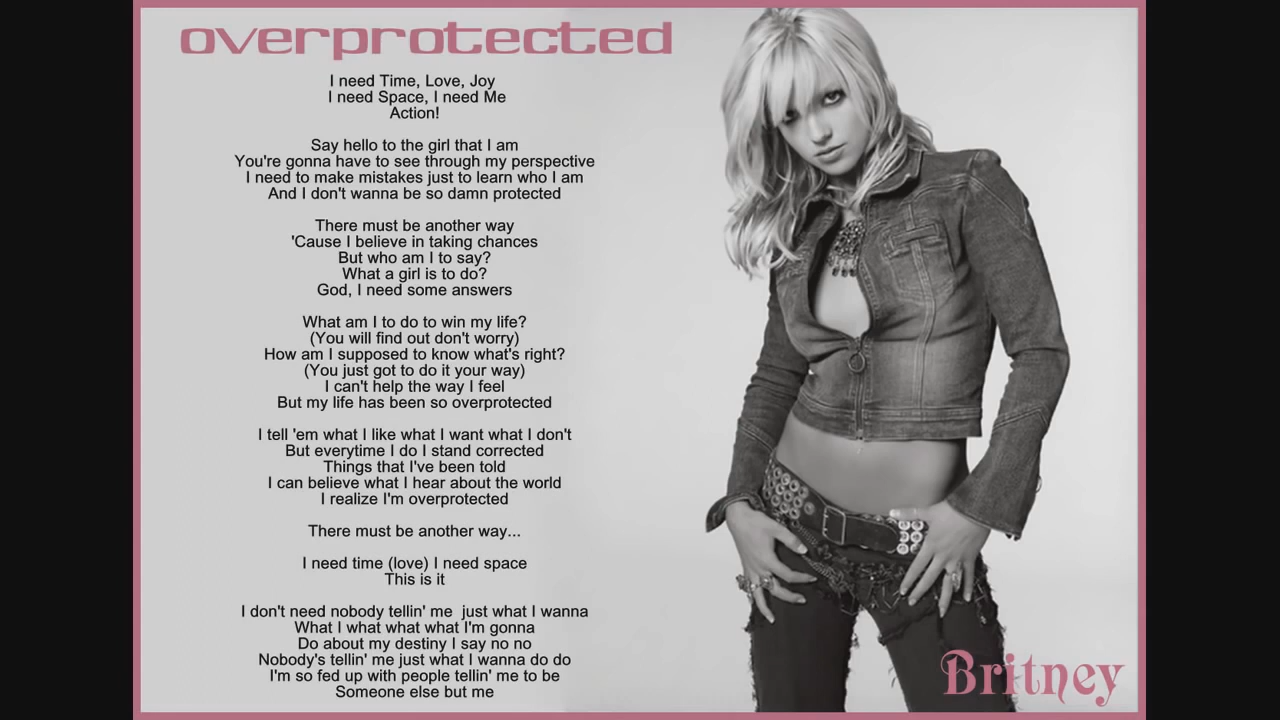 overprotected
I need Time, Love, Joy
I need Space, I need Me
Action!
Say hello to the girl that I am
You're gonna have to see through my perspective
I need to make mistakes just to learn who I am
And I don't wanna be so damn protected
There must be another way
'Cause I believe in taking chances
But who am I to say?
What a girl is to do?
God, I need some answers
What am I to do to win my life?
(You will find out don't worry)
How am I supposed to know what's right?
(You just got to do it your way)
I can't help the way I feel
But my life has been so overprotected
I tell 'em what I like what I want what I don't
But everytime I do I stand corrected
Things that I've been told
I can believe what I hear about the world
I realize I'm overprotected
There must be another way...
I need time (love) I need space
This is it
I don't need nobody tellin' me just what I wanna
What I what what what I'm gonna
Do about my destiny I say no no
Nobody's tellin' me just what I wanna do do
I'm so fed up with people tellin' me to be
Someone else but me
Britney